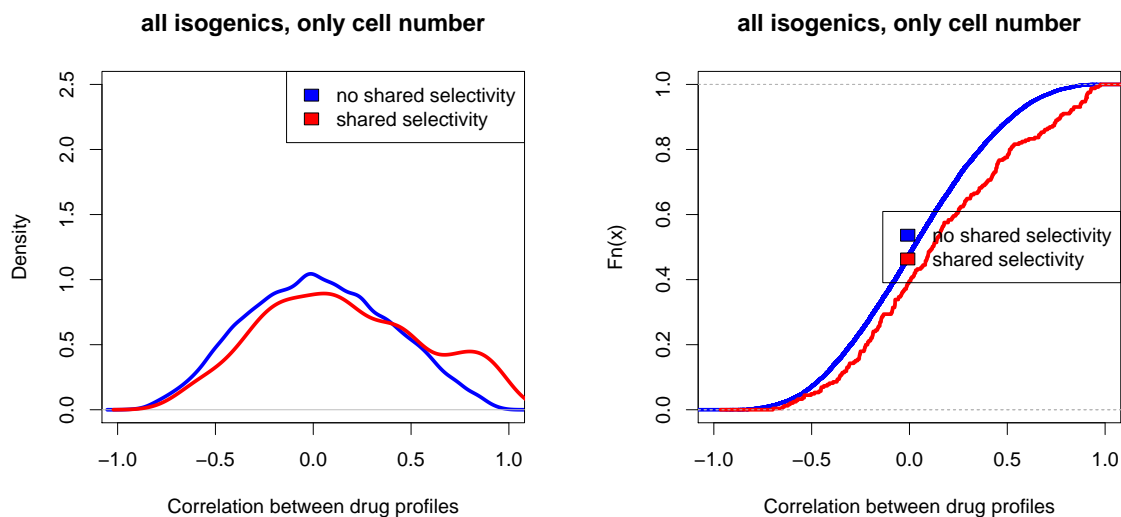 all isogenics, only cell number
2.5
2.0
1.5
1.0
0.5
0.0
Density
no shared selectivity
shared selectivity
−1.0 −0.5 0.0 0.5 1.0
Correlation between drug profiles
all isogenics, only cell number
1.0
0.8
0.6
0.4
0.2
0.0
Fn(x)
no shared selectivity
shared selectivity
−1.0 −0.5 0.0 0.5 1.0
Correlation between drug profiles